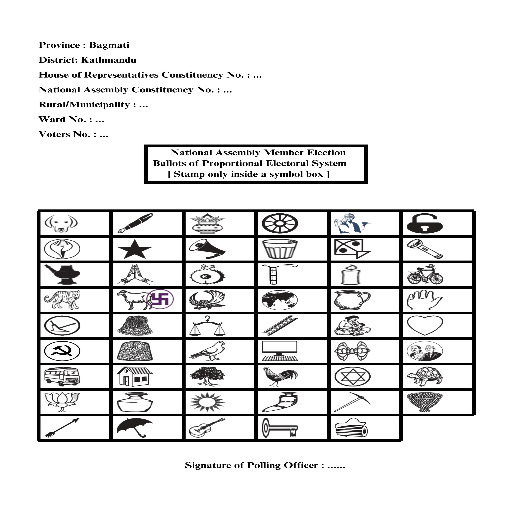 Province : Bagmati
District: Kathmandu
House of Representatives Constituency No. : ...
National Assembly Constituency No. : ...
Rural/Municipality : ...
Ward No. : ...
Voters No. : ...
National Assembly Member Election
Ballots of Proportional Electoral System
[ Stamp only inside a symbol box ]
Signature of Polling Officer : ......